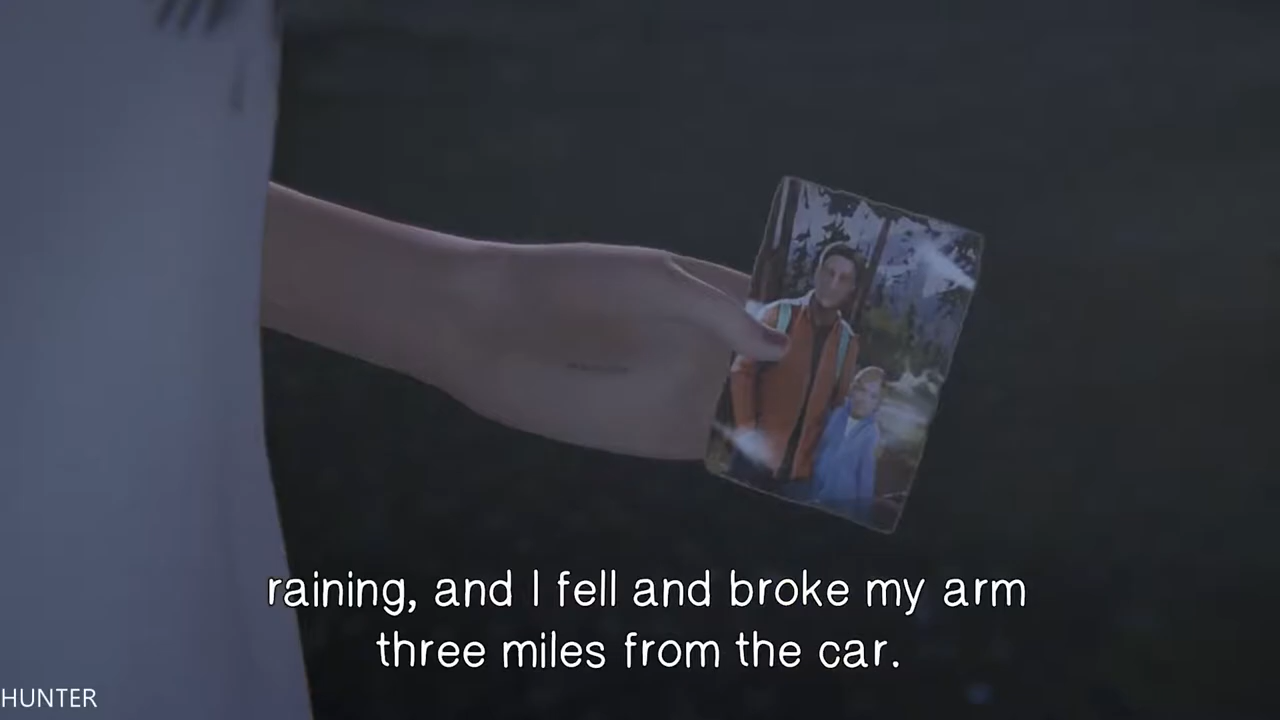 raining, and I fell and broke my arm
three miles from the car.
HUNTER